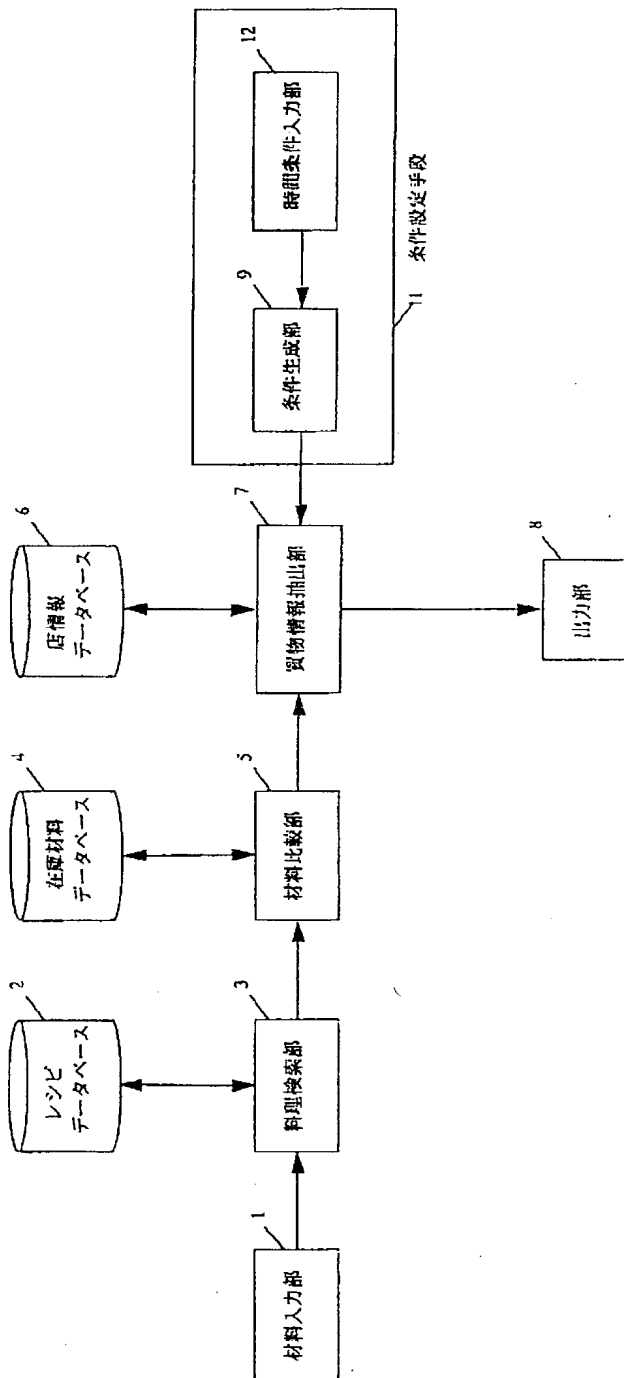 1
材料入力部
2
レシピ
データベース
3
料理検索部
4
在庫材料
データベース
5
材料比較部
6
店情報
データベース
7
買物情報抽出部
8
出力部
9
条件生成部
12
時間条件入力部
11
条件設定手段